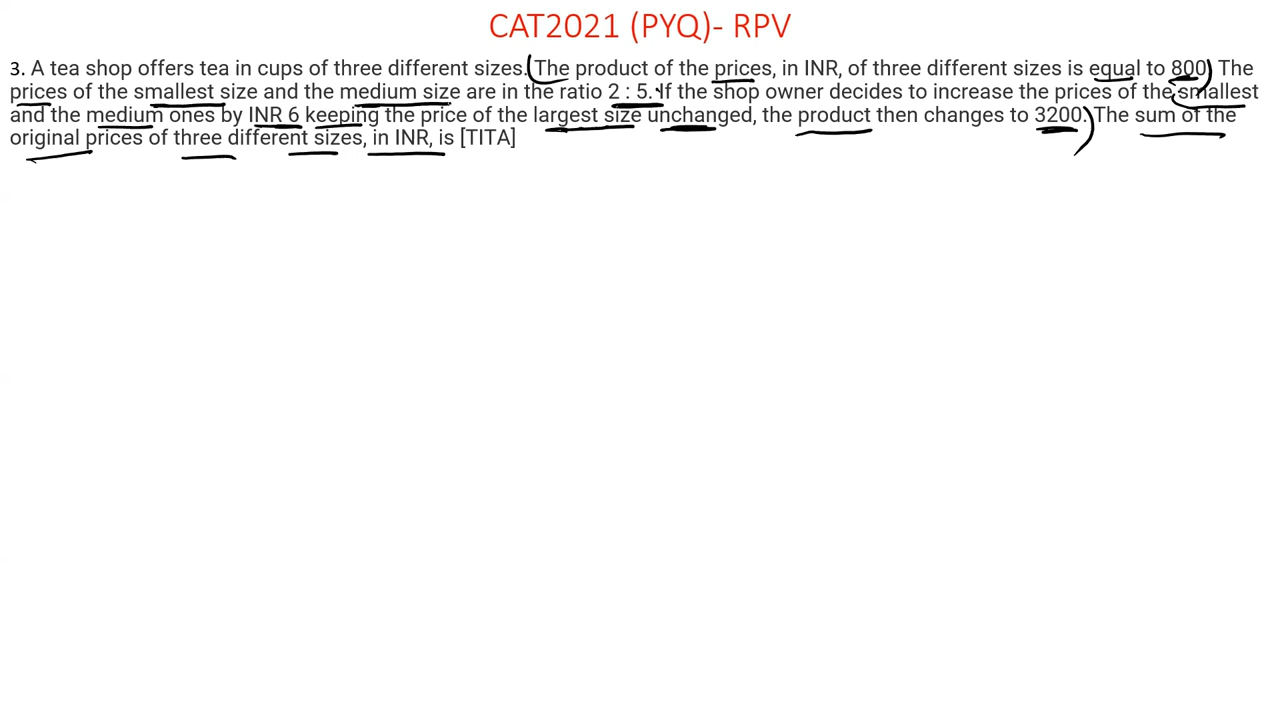 CAT2021 (PYQ)- RPV
3. A tea shop offers tea in cups of three different sizes. The product of the prices, in INR, of three different sizes is equal to 800. The
prices of the smallest size and the medium size are in the ratio 2 : 5. If the shop owner decides to increase the prices of the smallest
and the medium ones by INR 6 keeping the price of the largest size unchanged, the product then changes to 3200. The sum of the
original prices of three different sizes, in INR, is [TITA]